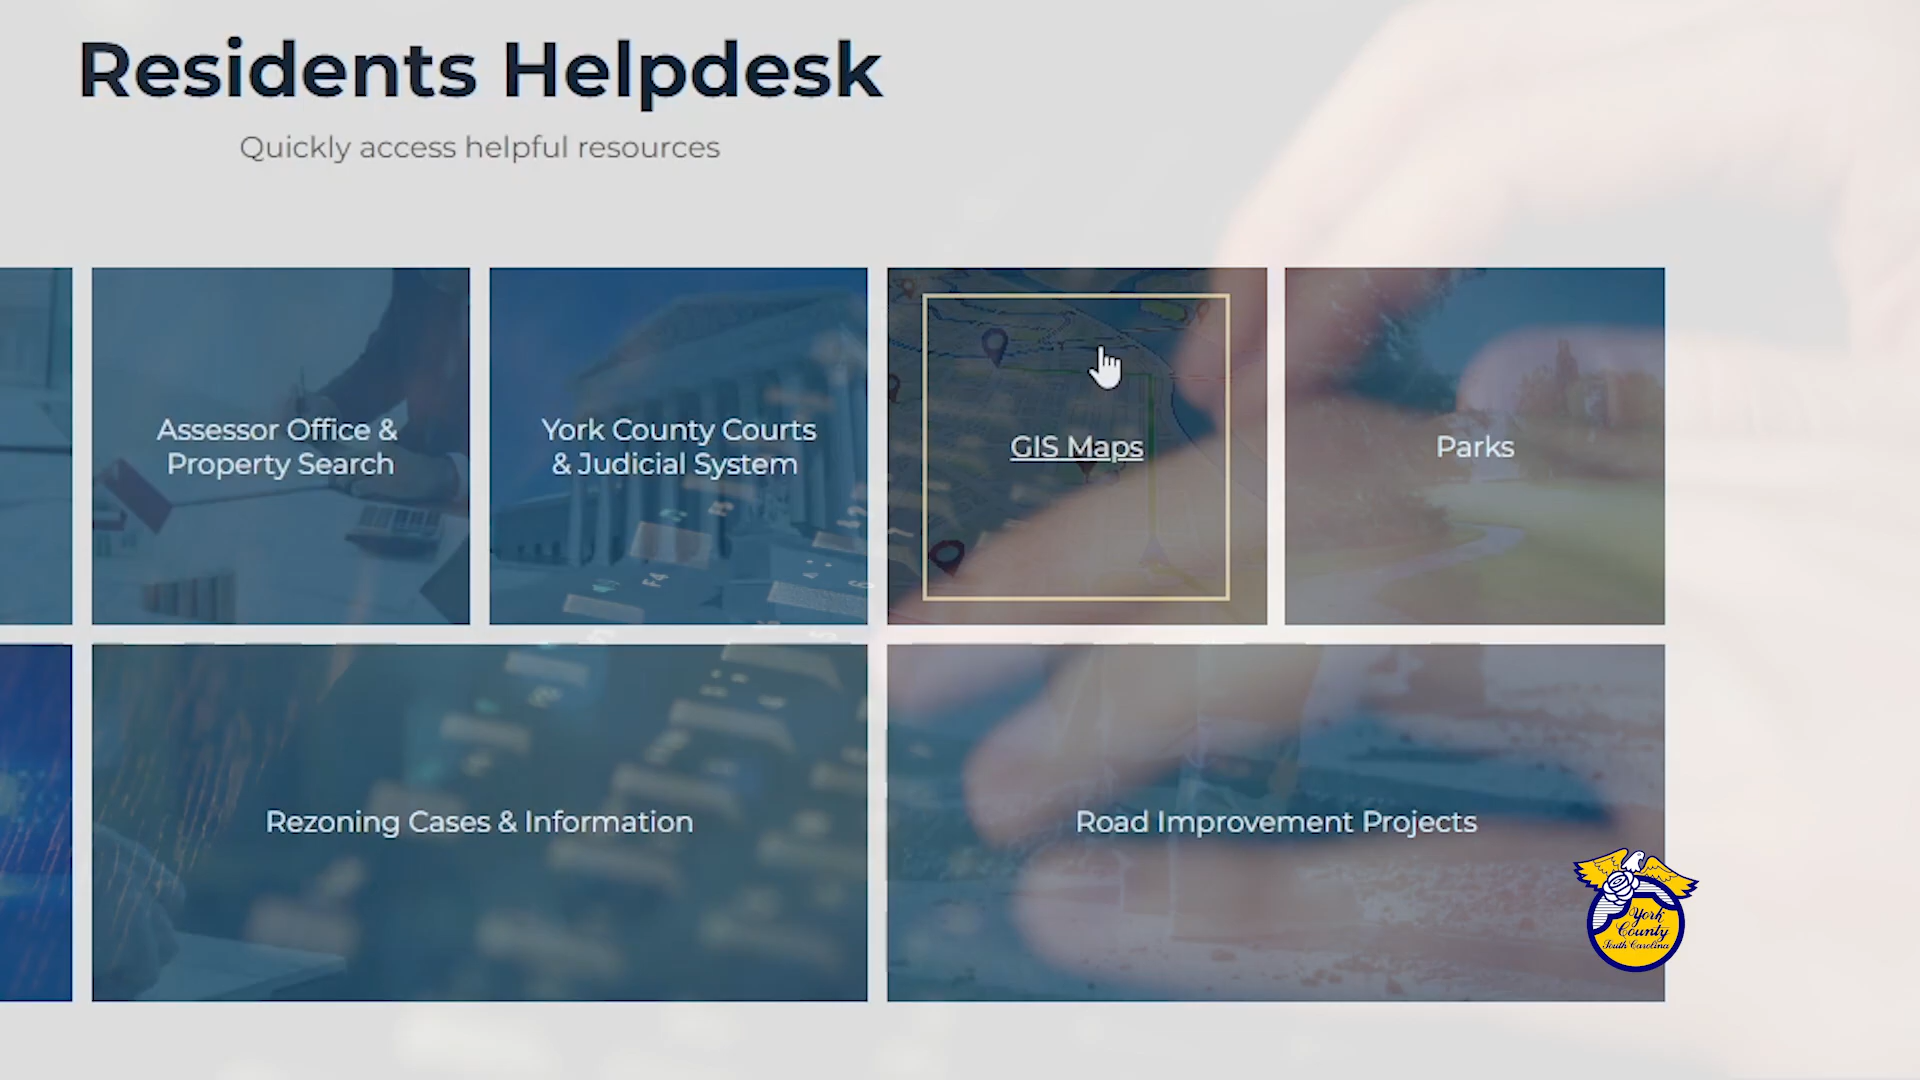 Residents Helpdesk
Quickly access helpful resources
Assessor Office &
Property Search
York County Courts
& Judicial System
GIS Maps
Parks
Rezoning Cases & Information
Road Improvement Projects
York
County
South Carolina
F4